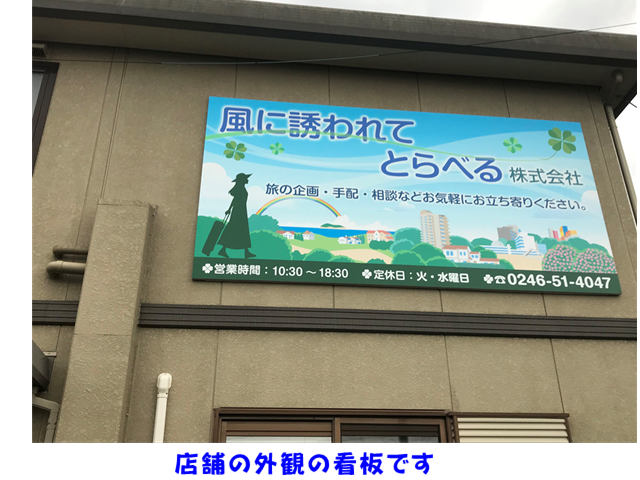 風に誘われて
とらべる 株式会社
旅の企画・手配・相談などお気軽にお立ち寄りください。
営業時間：10:30～18:30 定休日：火・水曜日 ☎0246-51-4047
店舗の外観の看板です